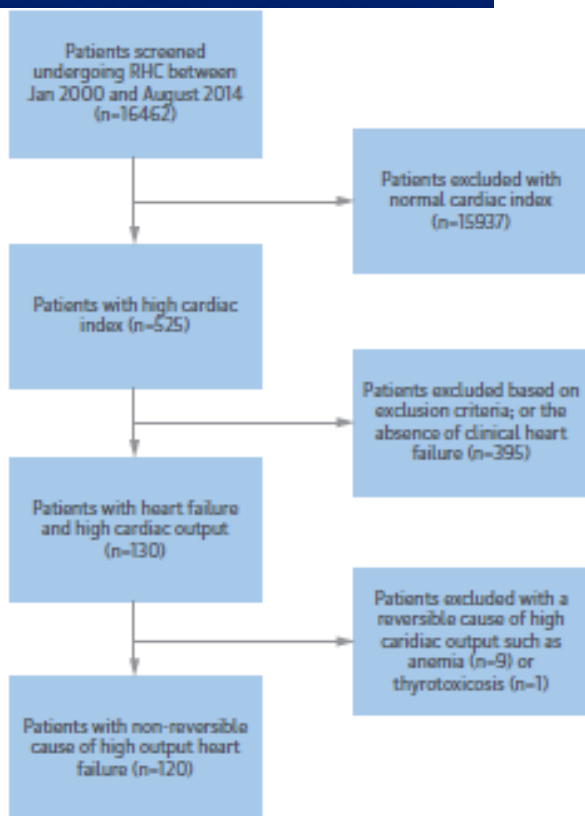 Patients screened
undergoing RHC between
Jan 2000 and August 2014
(n=16462)
Patients excluded with
normal cardiac index
(n=15937)
Patients with high cardiac
index (n=525)
Patients excluded based on
exclusion criteria; or the
absence of clinical heart
failure (n=395)
Patients with heart failure
and high cardiac output
(n=130)
Patients excluded with a
reversible cause of high
caridiac output such as
anemia (n=9) or
thyrotoxicosis (n=1)
Patients with non-reversible
cause of high output heart
failure (n=120)